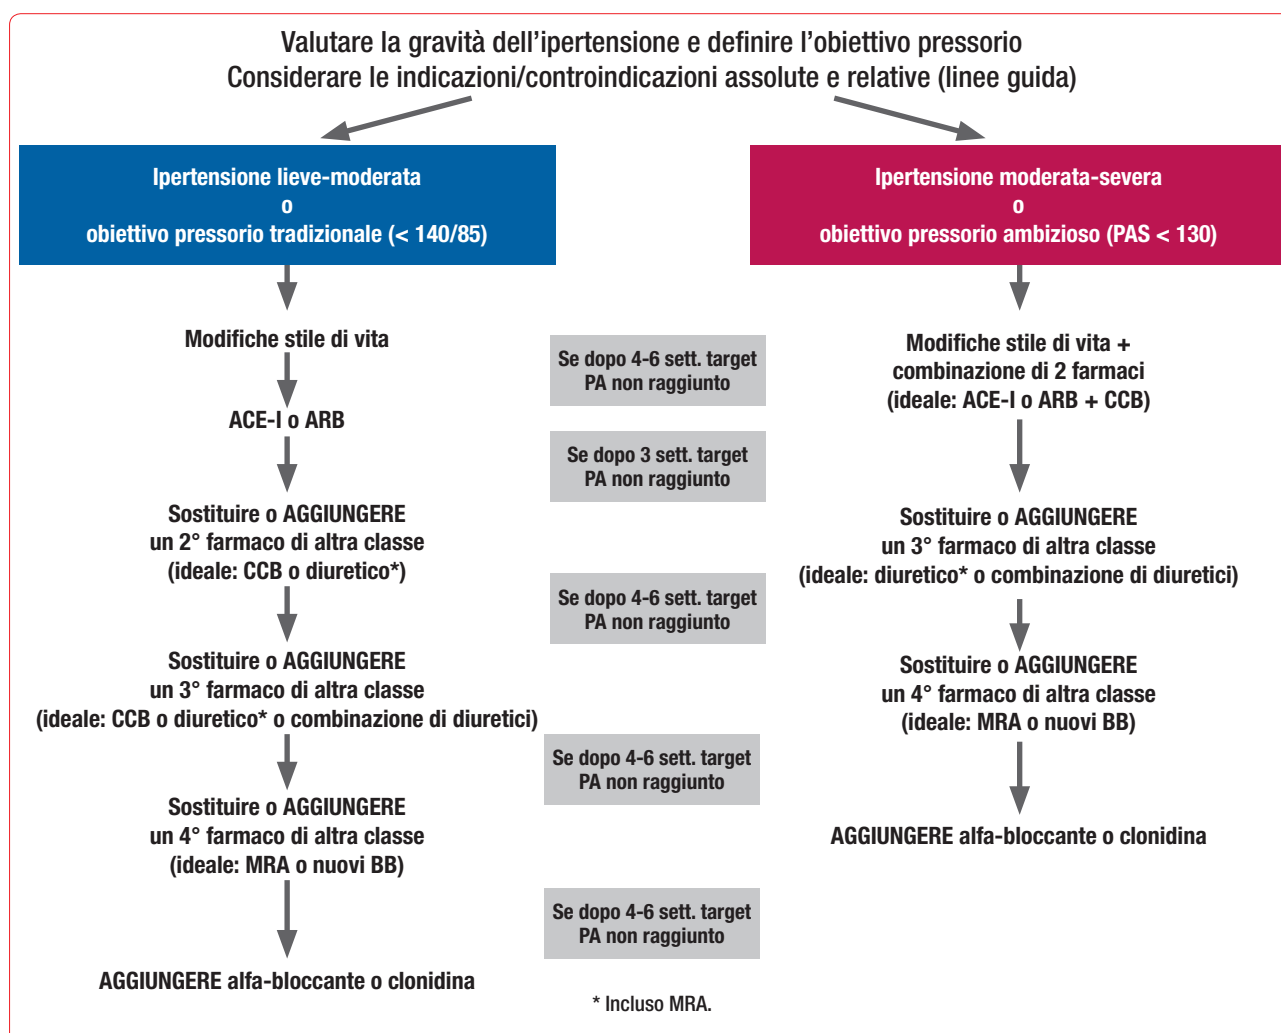 Valutare la gravità dell’ipertensione e definire l’obiettivo pressorio
Considerare le indicazioni/controindicazioni assolute e relative (linee guida)
Ipertensione lieve-moderata
o
obiettivo pressorio tradizionale (< 140/85)
Modifiche stile di vita
ACE-I o ARB
Sostituire o AGGIUNGERE
un 2° farmaco di altra classe
(ideale: CCB o diuretico*)
Sostituire o AGGIUNGERE
un 3° farmaco di altra classe
(ideale: CCB o diuretico* o combinazione di diuretici)
Sostituire o AGGIUNGERE
un 4° farmaco di altra classe
(ideale: MRA o nuovi BB)
AGGIUNGERE alfa-bloccante o clonidina
Se dopo 4-6 sett. target
PA non raggiunto
Se dopo 3 sett. target
PA non raggiunto
Se dopo 4-6 sett. target
PA non raggiunto
Se dopo 4-6 sett. target
PA non raggiunto
Se dopo 4-6 sett. target
PA non raggiunto
Ipertensione moderata-severa
o
obiettivo pressorio ambizioso (PAS < 130)
Modifiche stile di vita +
combinazione di 2 farmaci
(ideale: ACE-I o ARB + CCB)
Sostituire o AGGIUNGERE
un 3° farmaco di altra classe
(ideale: diuretico* o combinazione di diuretici)
Sostituire o AGGIUNGERE
un 4° farmaco di altra classe
(ideale: MRA o nuovi BB)
AGGIUNGERE alfa-bloccante o clonidina
* Incluso MRA.